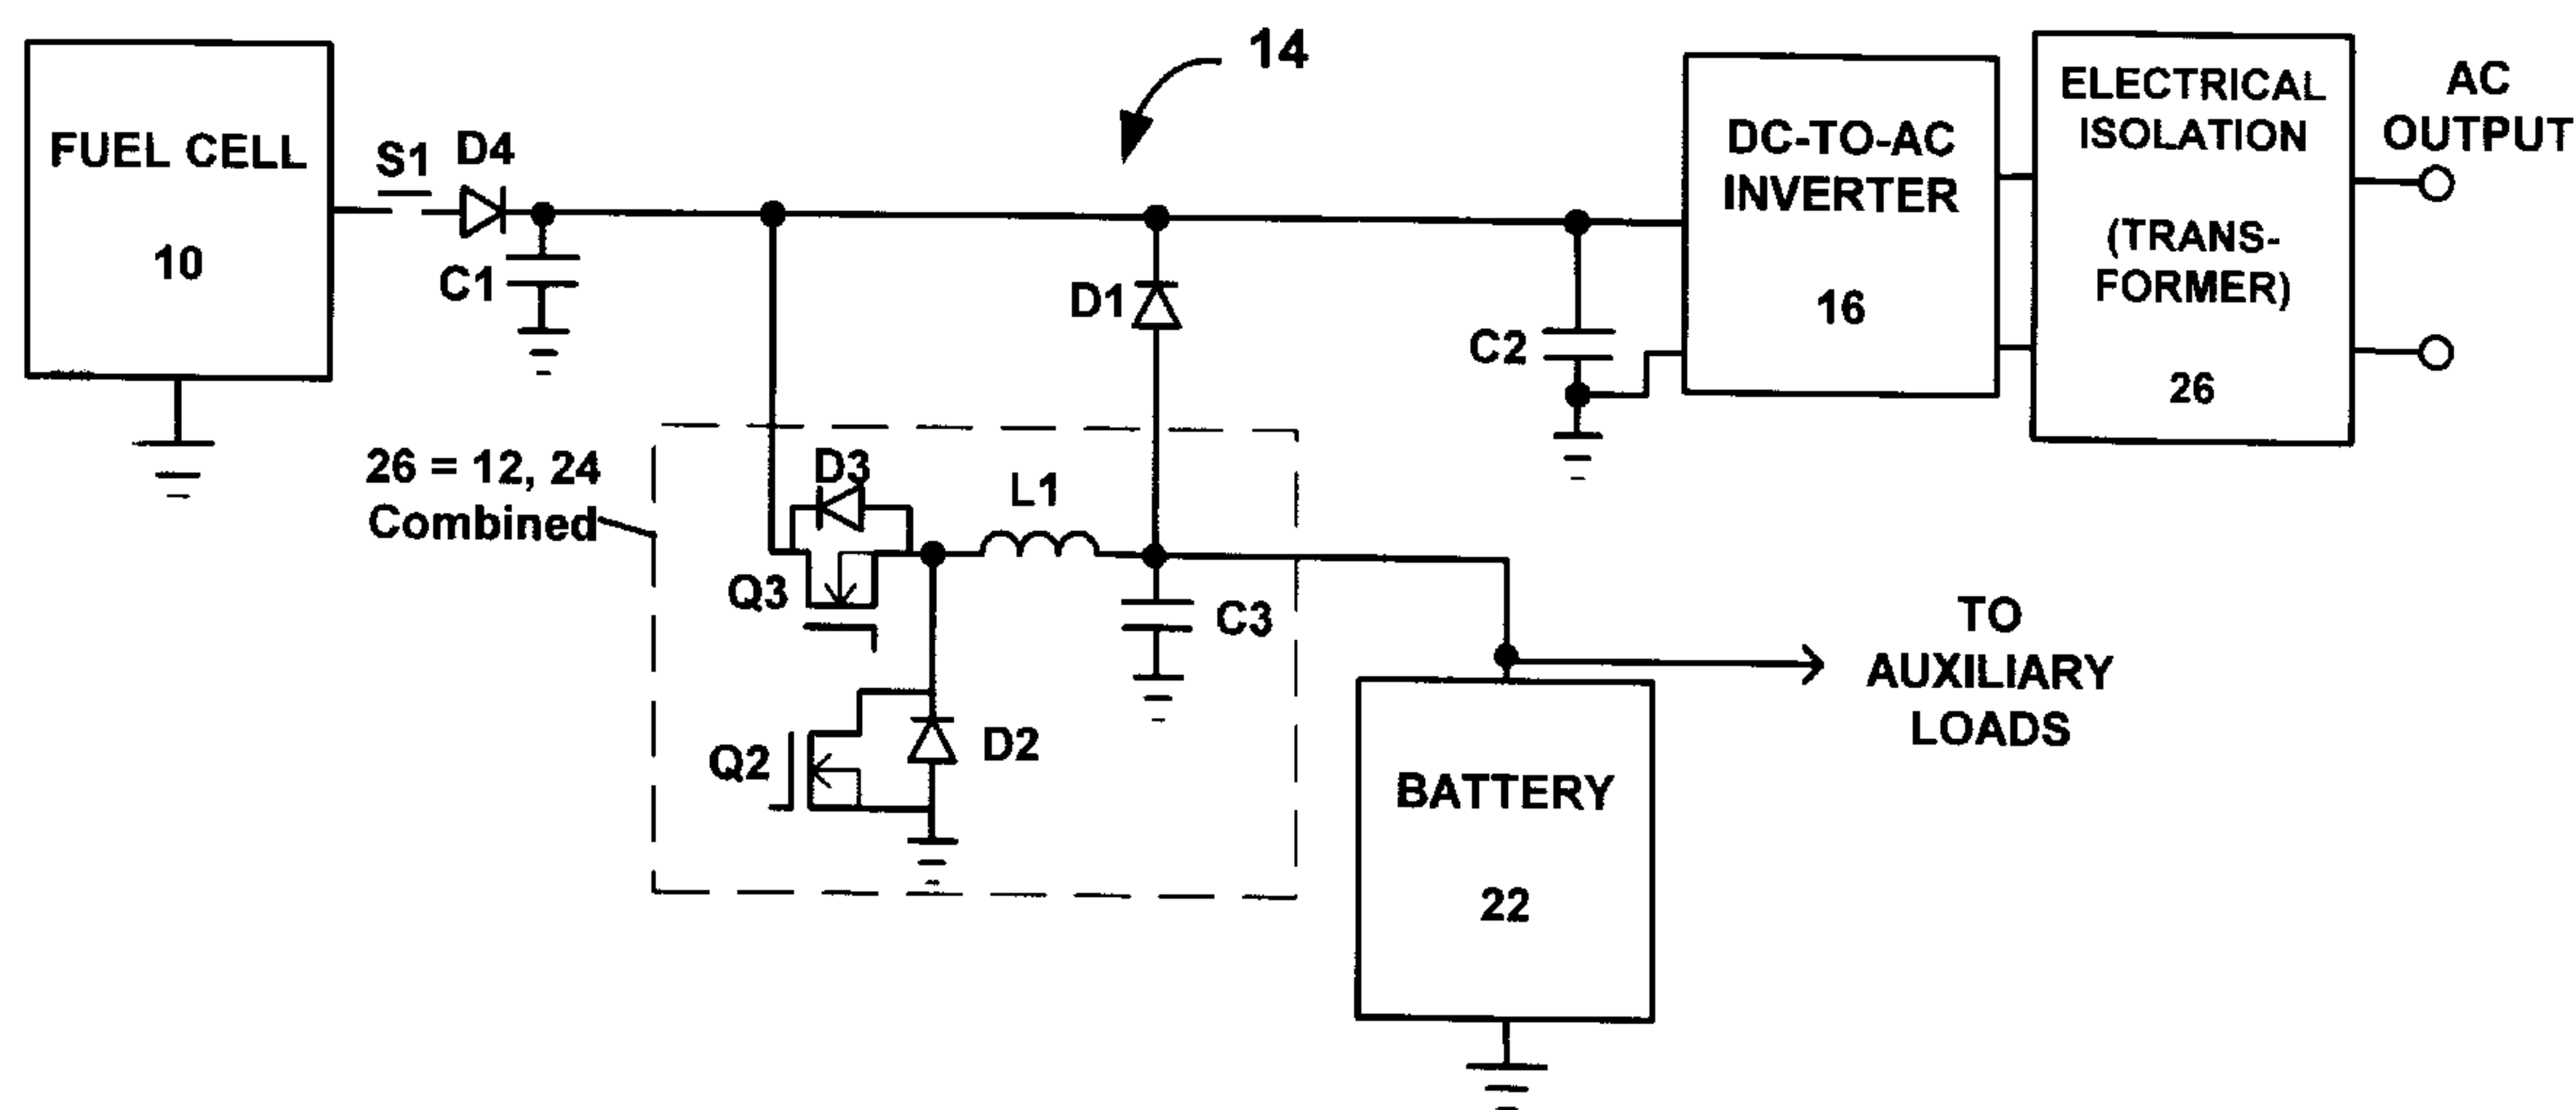 14
FUEL CELL
10
S1
D4
C1
D1
C2
DC-TO-AC
INVERTER
16
ELECTRICAL
ISOLATION
(TRANS-
FORMER)
26
AC
OUTPUT
26 = 12, 24
Combined
D3
L1
Q3
C3
Q2
D2
TO
AUXILIARY
LOADS
BATTERY
22